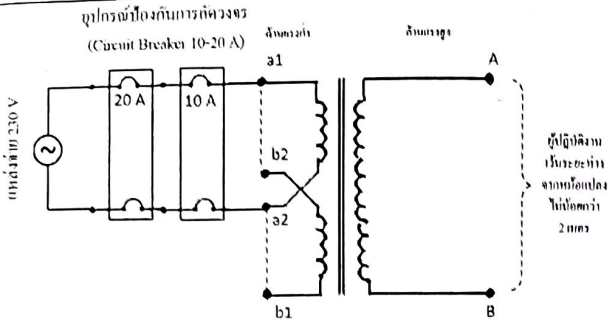 อุปกรณ์ป้องกันการลัดวงจร
(Circuit Breaker 10-20 A)
ด้านแรงต่ำ
ด้านแรงสูง
a1
A
20 A
10 A
แหล่งจ่าย 230 V
b2
a2
b1
B
ผู้ปฏิบัติงาน
เว้นระยะห่าง
จากหม้อแปลง
ไม่น้อยกว่า
2 เมตร